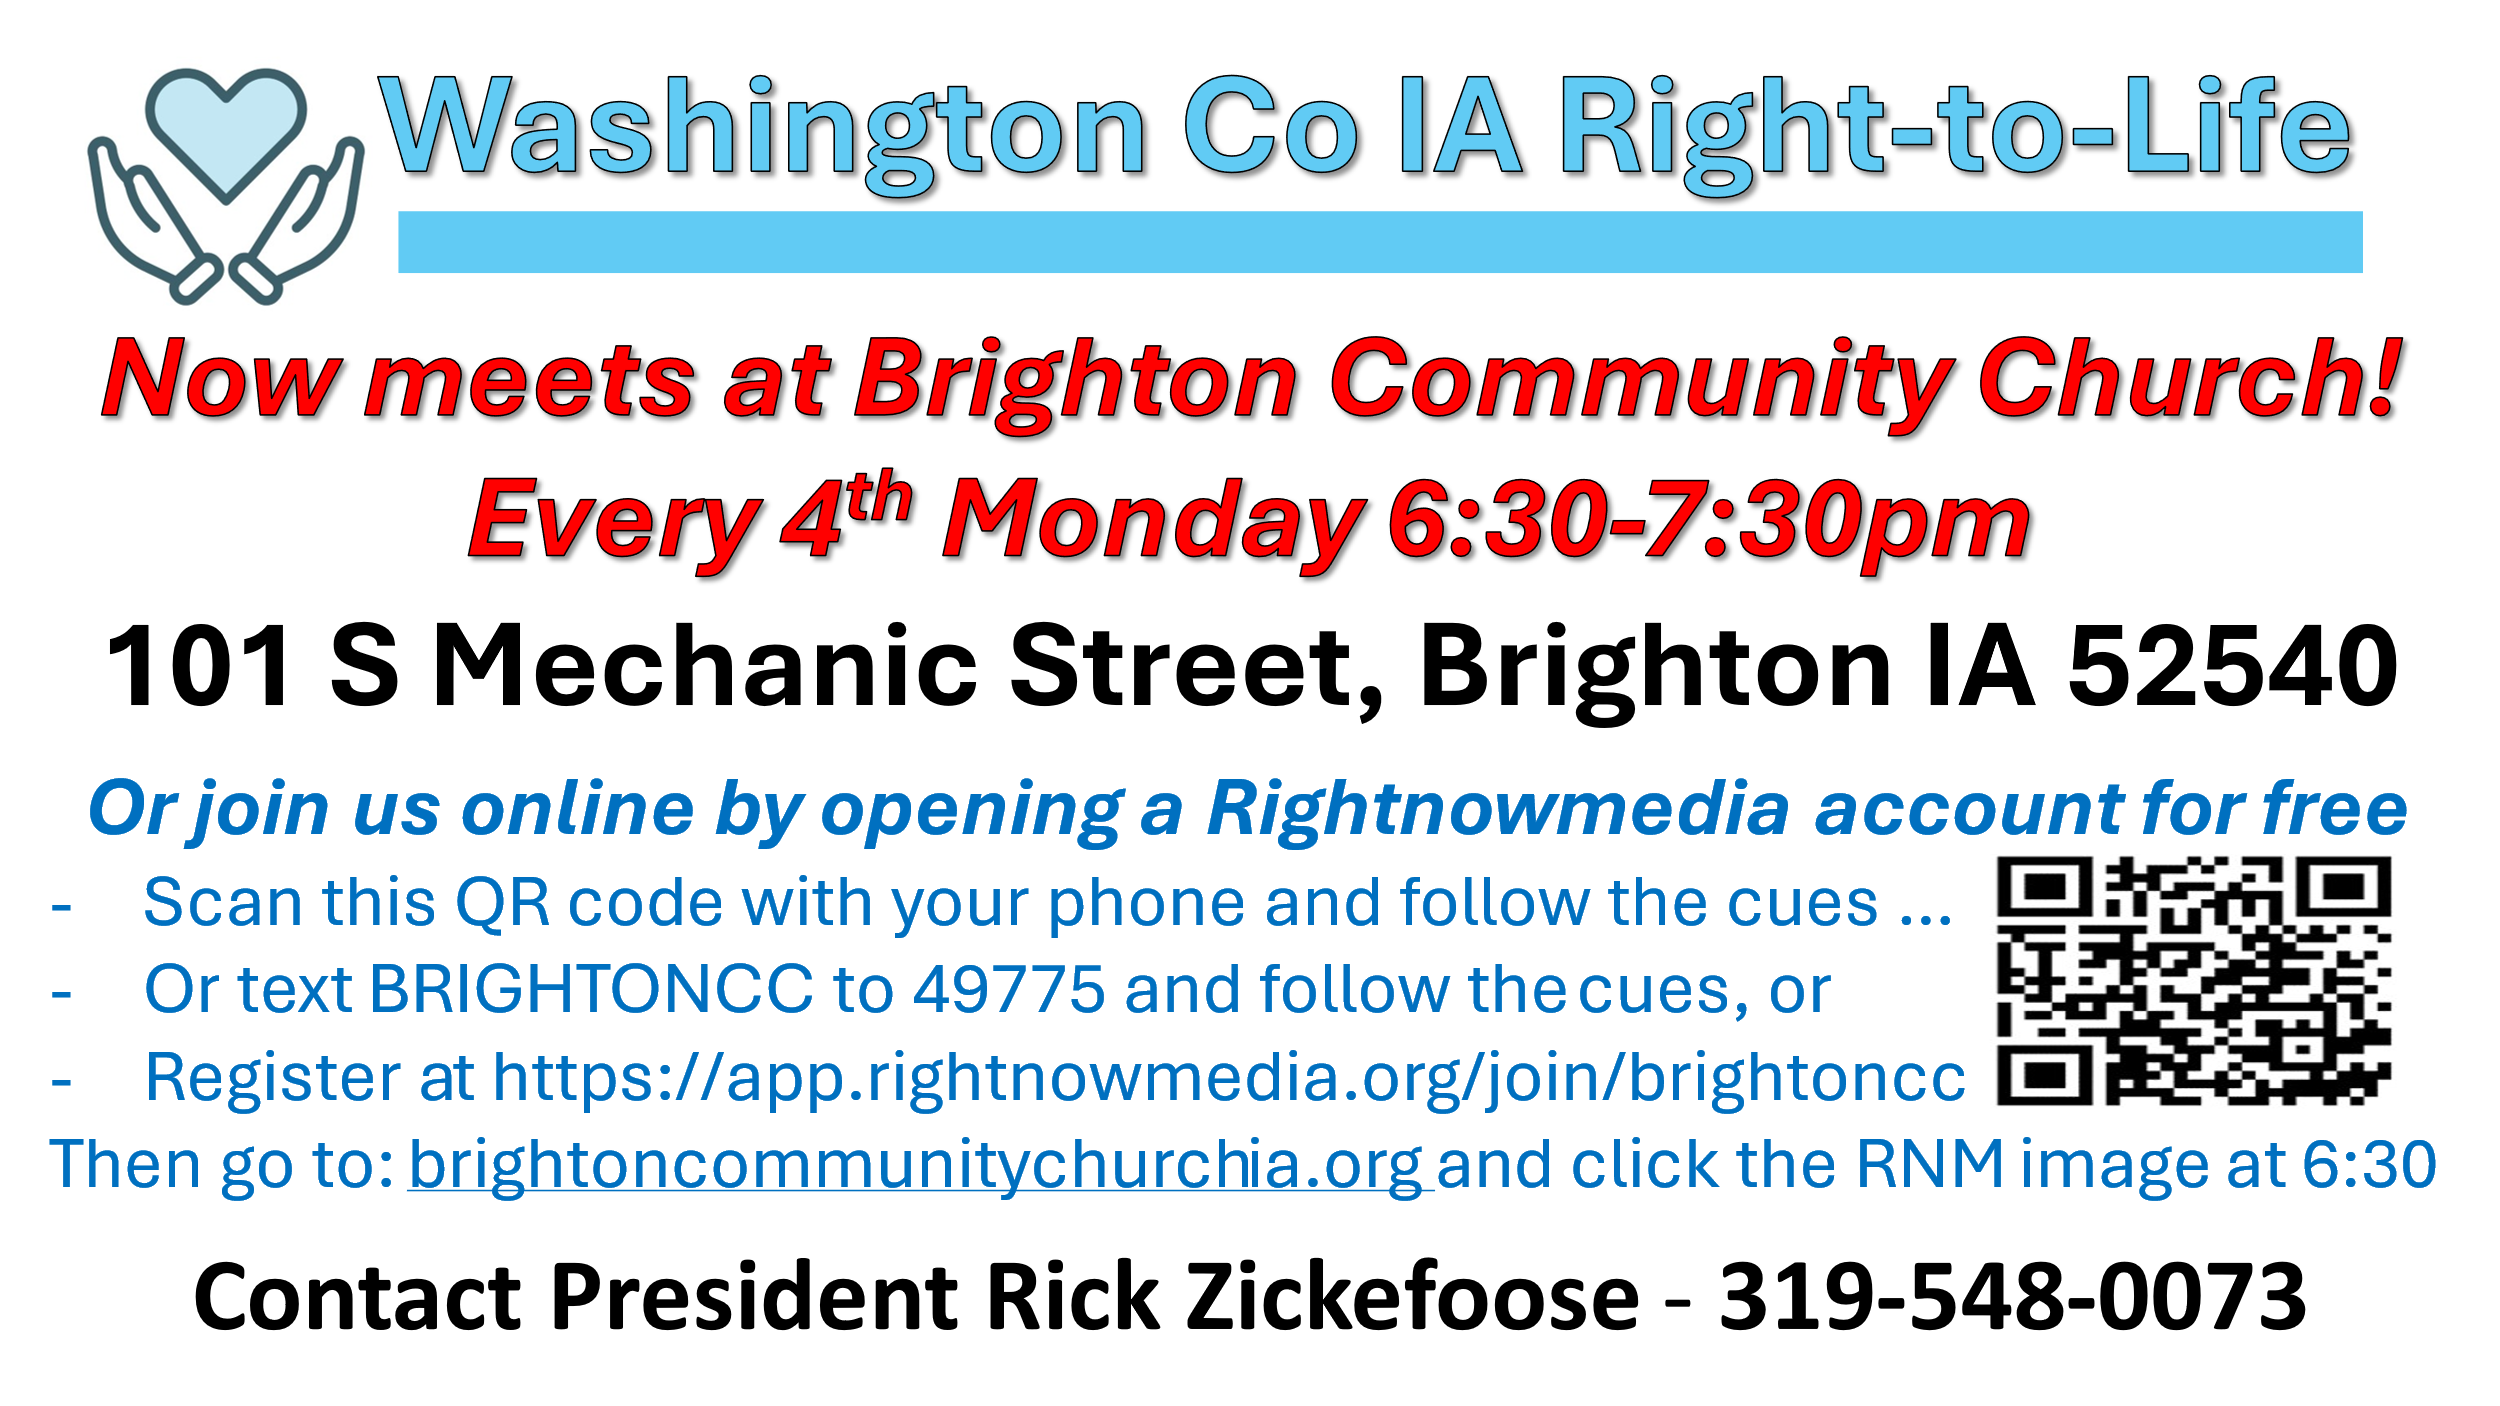 Washington Co IA Right-to-Life
Now meets at Brighton Community Church!
Every 4th Monday 6:30-7:30pm
101 S Mechanic Street, Brighton IA 52540
Or join us online by opening a Rightnowmedia account for free
- Scan this QR code with your phone and follow the cues ...
- Or text BRIGHTONCC to 49775 and follow the cues, or
- Register at https://app.rightnowmedia.org/join/brightoncc
Then go to: brightoncommunitychurchia.org and click the RNM image at 6:30
Contact President Rick Zickefoose - 319-548-0073